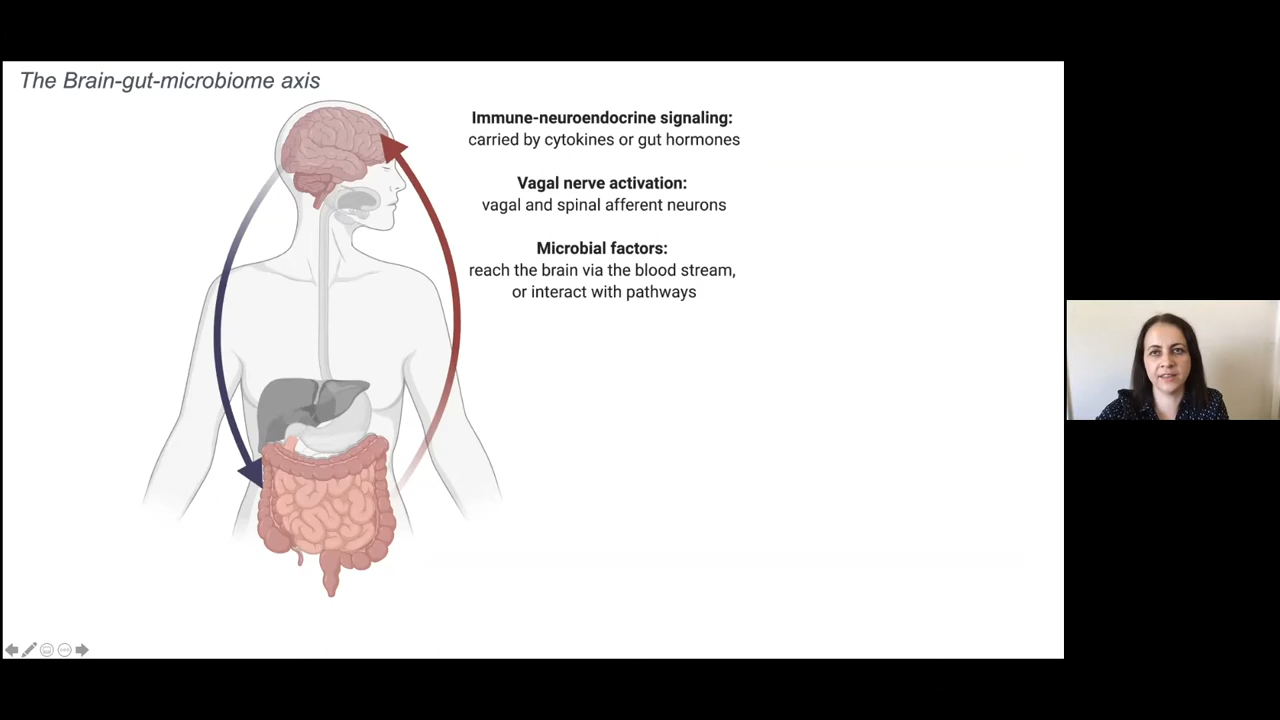 The Brain-gut-microbiome axis
Immune-neuroendocrine signaling:
carried by cytokines or gut hormones
Vagal nerve activation:
vagal and spinal afferent neurons
Microbial factors:
reach the brain via the blood stream,
or interact with pathways